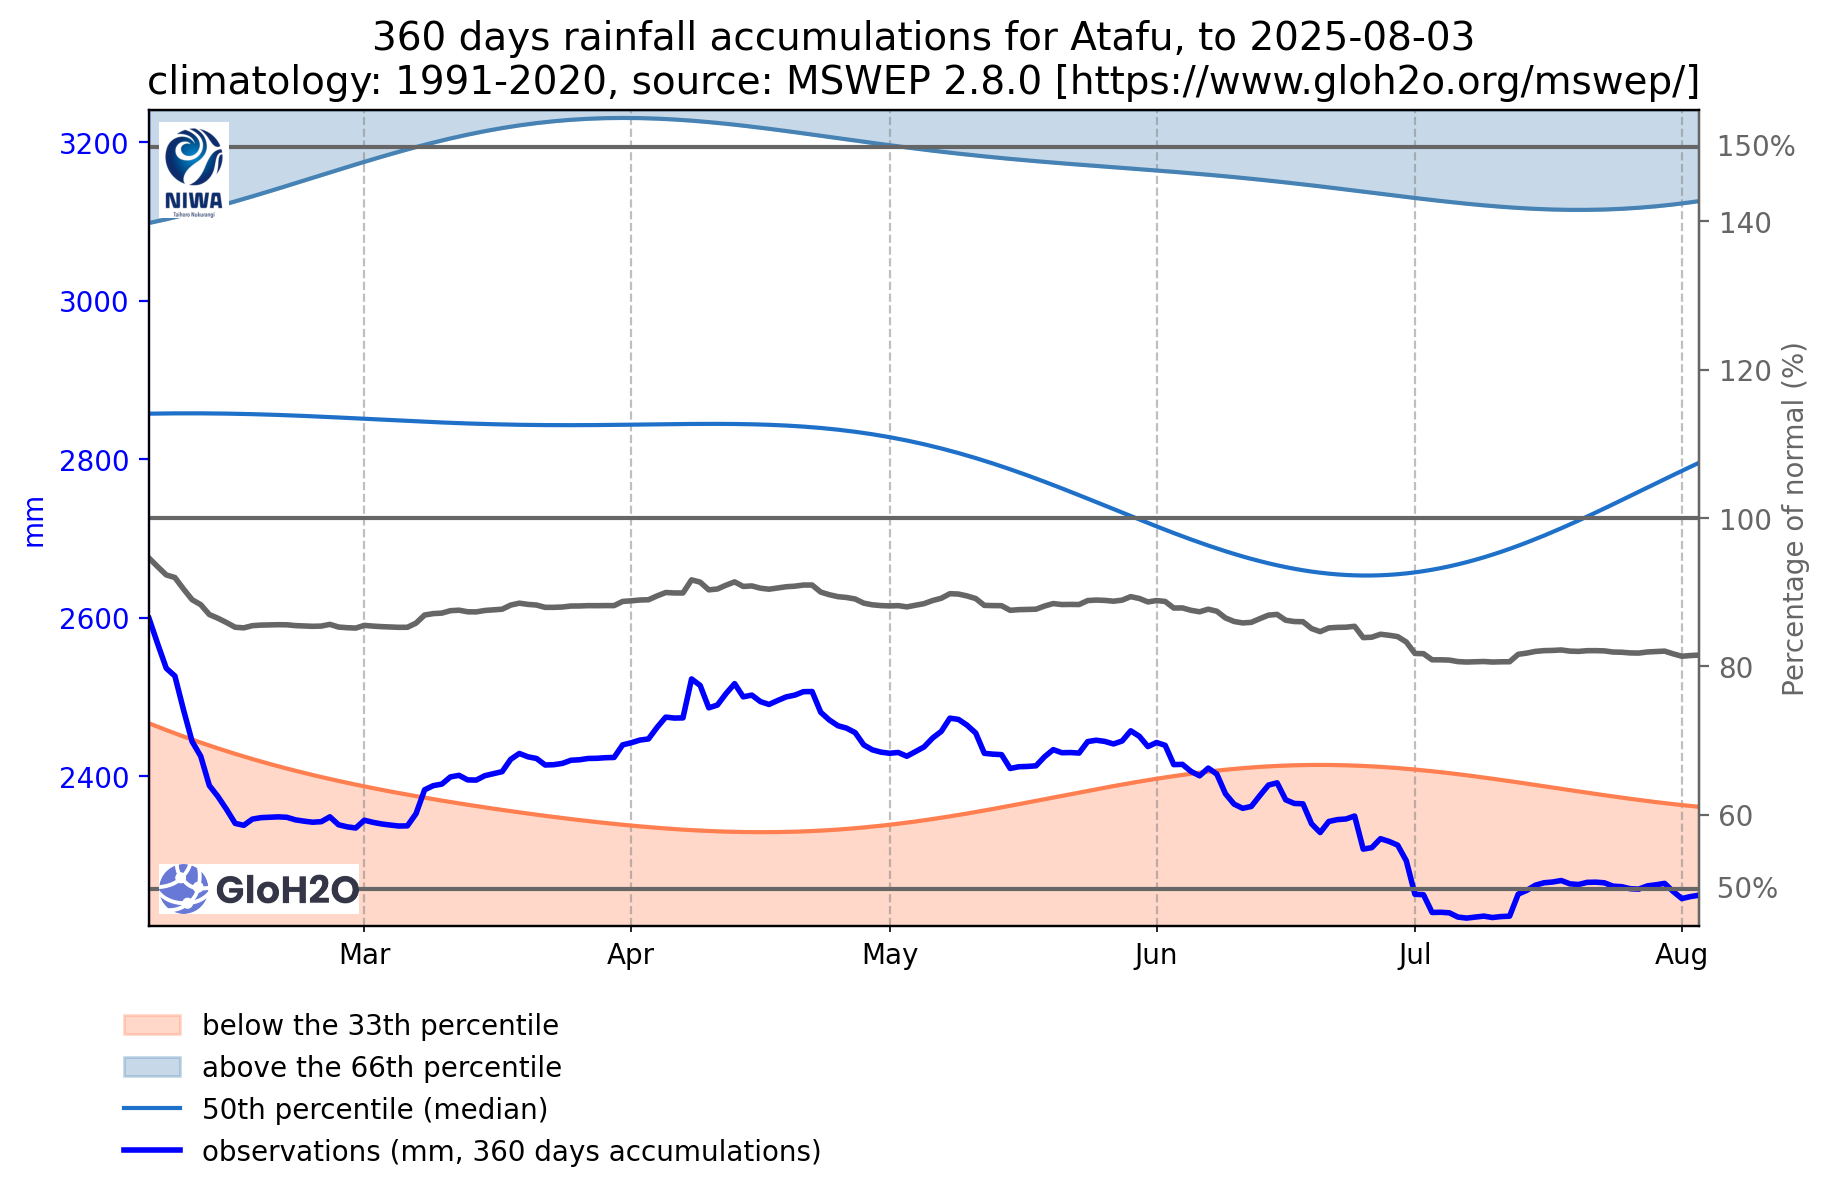 360 days rainfall accumulations for Atafu, to 2025-08-03
climatology: 1991-2020, source: MSWEP 2.8.0 [https://www.gloh2o.org/mswep/]
3200
3000
2800
2600
2400
mm
150%
140
120
100
80
60
50%
Percentage of normal (%)
NIWA
Taihoro Nukurangi
GloH2O
Mar
Apr
May
Jun
Jul
Aug
below the 33th percentile
above the 66th percentile
50th percentile (median)
observations (mm, 360 days accumulations)